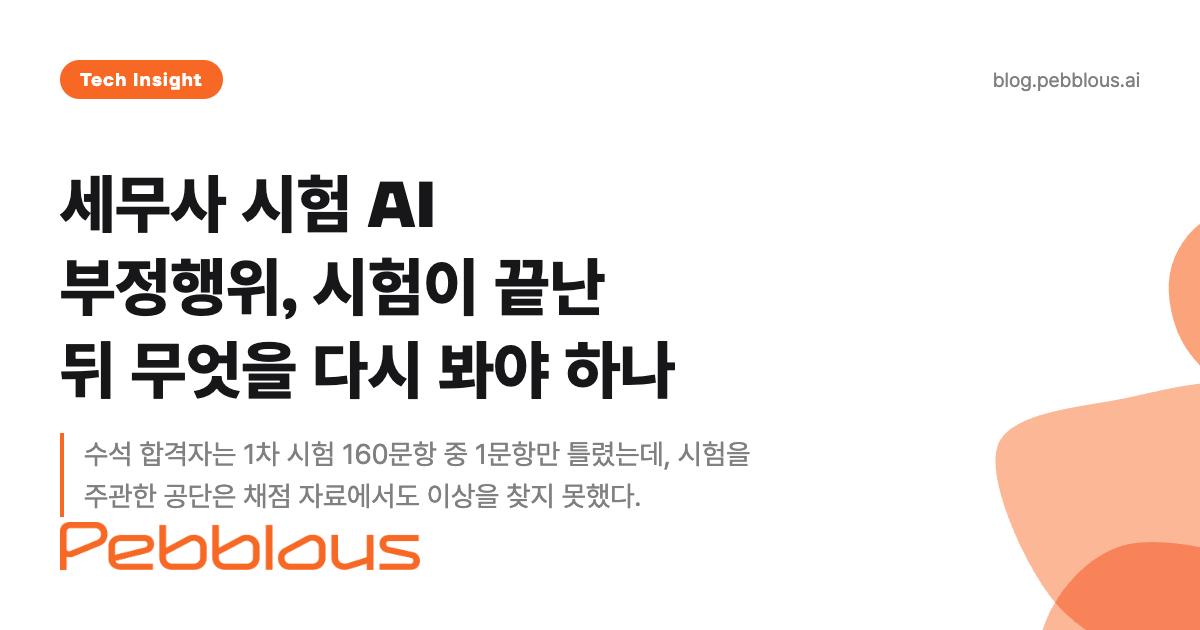 Tech Insight
blog.pebblous.ai
세무사 시험 AI
부정행위, 시험이 끝난
뒤 무엇을 다시 봐야 하나
수석 합격자는 1차 시험 160문항 중 1문항만 틀렸는데, 시험을
주관한 공단은 채점 자료에서도 이상을 찾지 못했다.
Pebblous